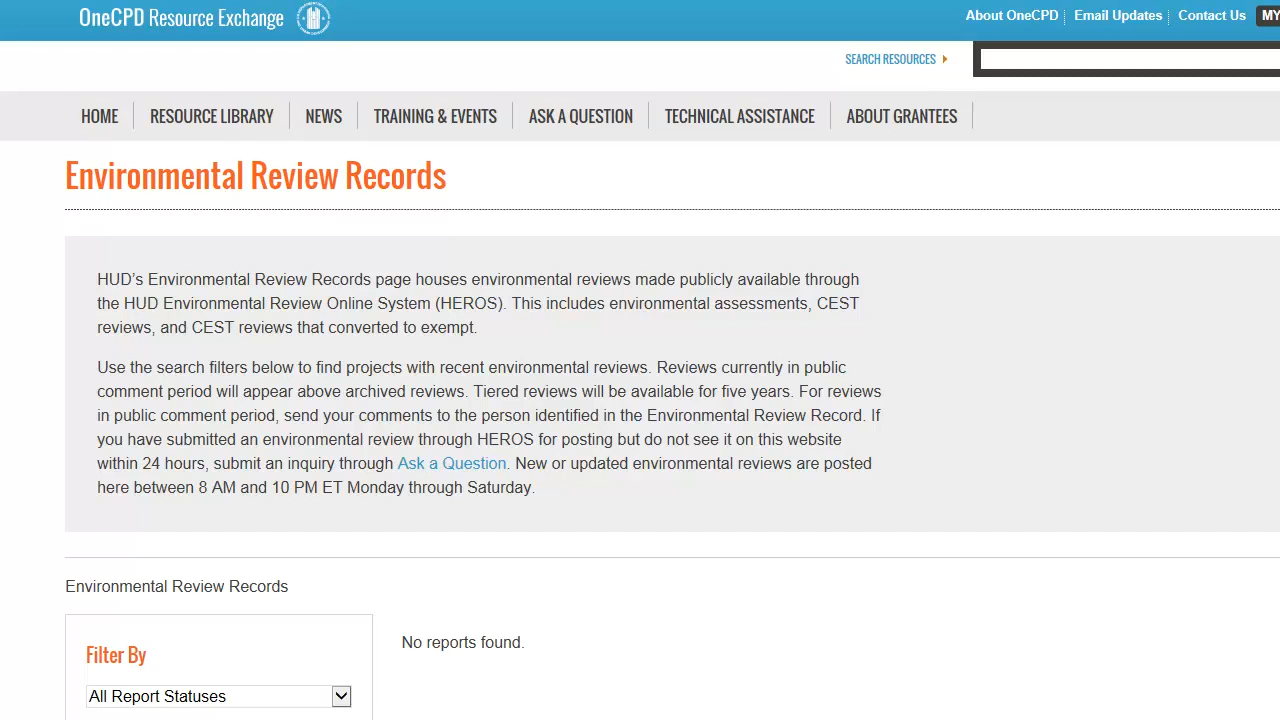 OneCPD Resource Exchange
About OneCPD Email Updates Contact Us MY
SEARCH RESOURCES
HOME RESOURCE LIBRARY NEWS TRAINING & EVENTS ASK A QUESTION TECHNICAL ASSISTANCE ABOUT GRANTEES
Environmental Review Records
HUD’s Environmental Review Records page houses environmental reviews made publicly available through
the HUD Environmental Review Online System (HEROS). This includes environmental assessments, CEST
reviews, and CEST reviews that converted to exempt.
Use the search filters below to find projects with recent environmental reviews. Reviews currently in public
comment period will appear above archived reviews. Tiered reviews will be available for five years. For reviews
in public comment period, send your comments to the person identified in the Environmental Review Record. If
you have submitted an environmental review through HEROS for posting but do not see it on this website
within 24 hours, submit an inquiry through Ask a Question. New or updated environmental reviews are posted
here between 8 AM and 10 PM ET Monday through Saturday.
Environmental Review Records
No reports found.
Filter By
All Report Statuses